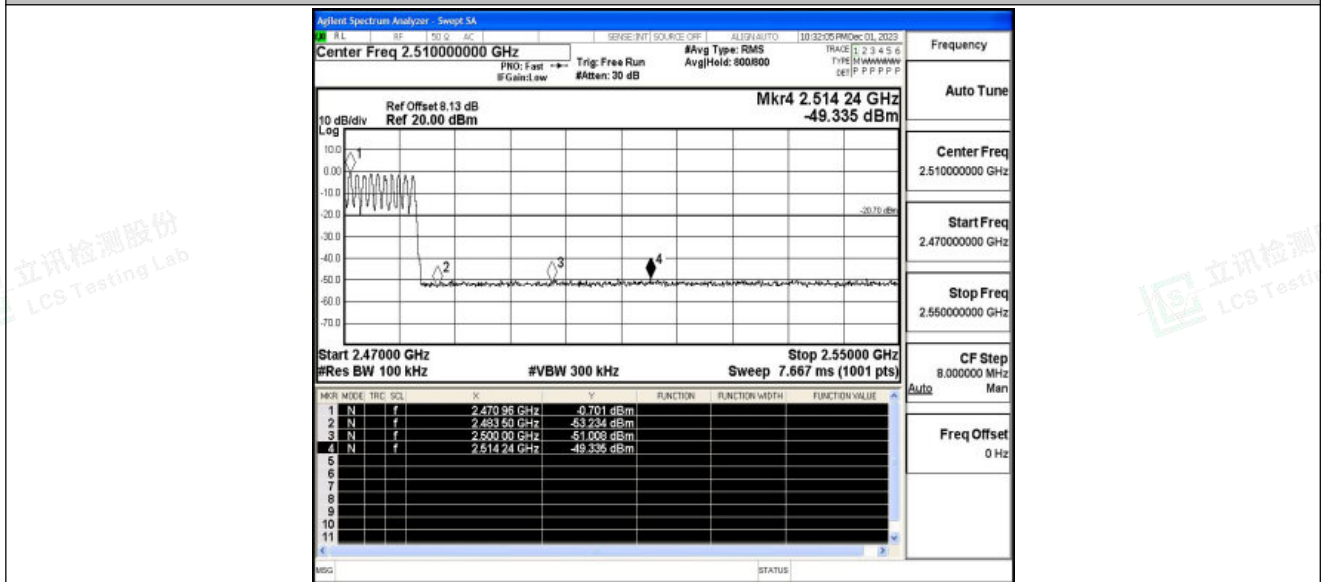 Agilent Spectrum Analyzer - Swept SA
RL RF 50 Ω AC SENSE:INT SOURCE OFF ALIGN AUTO 10:32:05 PM Dec 01, 2023
Center Freq 2.510000000 GHz
PNO: Fast
IFGain:Low
Trig: Free Run
#Atten: 30 dB
#Avg Type: RMS
Avg|Hold: 800/800
TRACE 1 2 3 4 5 6
TYPE M WWWWW
DET P P P P P P
Mkr4 2.514 24 GHz
-49.335 dBm
Ref Offset 8.13 dB
10 dB/div Ref 20.00 dBm
Log
10.0
0.00
-10.0
-20.0
-30.0
-40.0
-50.0
-60.0
-70.0
1
2
3
4
-20.70 dBm
Start 2.47000 GHz Stop 2.55000 GHz
#Res BW 100 kHz #VBW 300 kHz Sweep 7.667 ms (1001 pts)
MKR MODE TRC SCL X Y FUNCTION FUNCTION WIDTH FUNCTION VALUE
1 N f 2.470 96 GHz -0.701 dBm
2 N f 2.483 50 GHz -53.234 dBm
3 N f 2.500 00 GHz -51.008 dBm
4 N f 2.514 24 GHz -49.335 dBm
5
6
7
8
9
10
11
MSG STATUS
Frequency
Auto Tune
Center Freq
2.510000000 GHz
Start Freq
2.470000000 GHz
Stop Freq
2.550000000 GHz
CF Step
8.000000 MHz
Auto Man
Freq Offset
0 Hz
立讯检测股份
LCS Testing Lab
立讯检测
LCS Testi